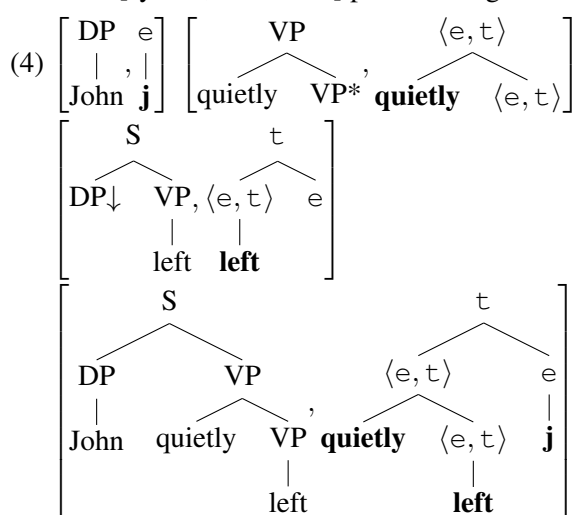 DP e VP ⟨e, t⟩
(4) John , j quietly VP* , quietly ⟨e, t⟩
S t
DP↓ VP , ⟨e, t⟩ e
left left
S t
DP VP , ⟨e, t⟩ e
John quietly VP quietly ⟨e, t⟩ j
left left